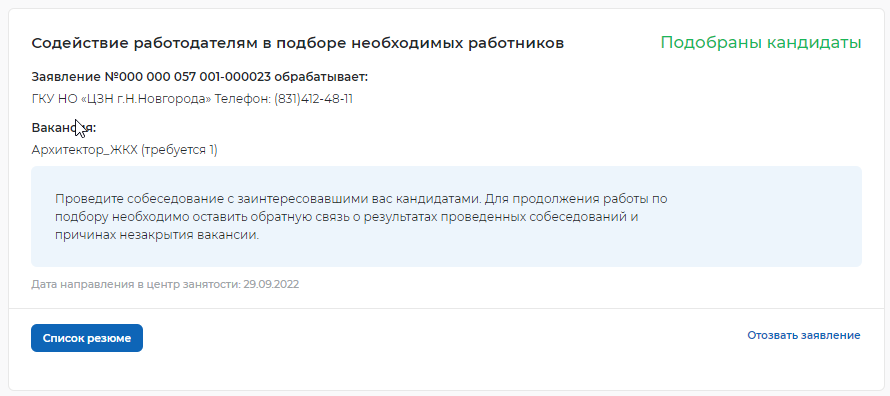 Содействие работодателям в подборе необходимых работников
Подобраны кандидаты
Заявление №000 000 057 001-000023 обрабатывает:
ГКУ НО «ЦЗН г.Н.Новгорода» Телефон: (831)412-48-11
Вакансия:
Архитектор_ЖКХ (требуется 1)
Проведите собеседование с заинтересовавшими вас кандидатами. Для продолжения работы по
подбору необходимо оставить обратную связь о результатах проведенных собеседований и
причинах незакрытия вакансии.
Дата направления в центр занятости: 29.09.2022
Список резюме
Отозвать заявление